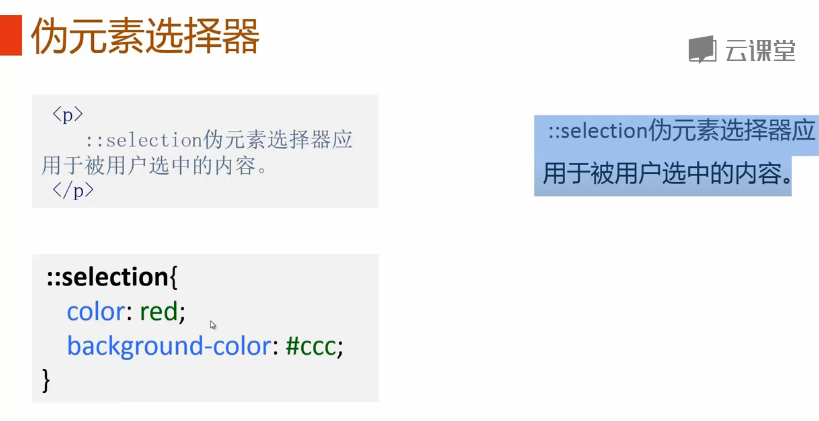 伪元素选择器
云课堂
<p>
::selection伪元素选择器应
用于被用户选中的内容。
</p>
::selection伪元素选择器应
用于被用户选中的内容。
::selection{
color: red;
background-color: #ccc;
}